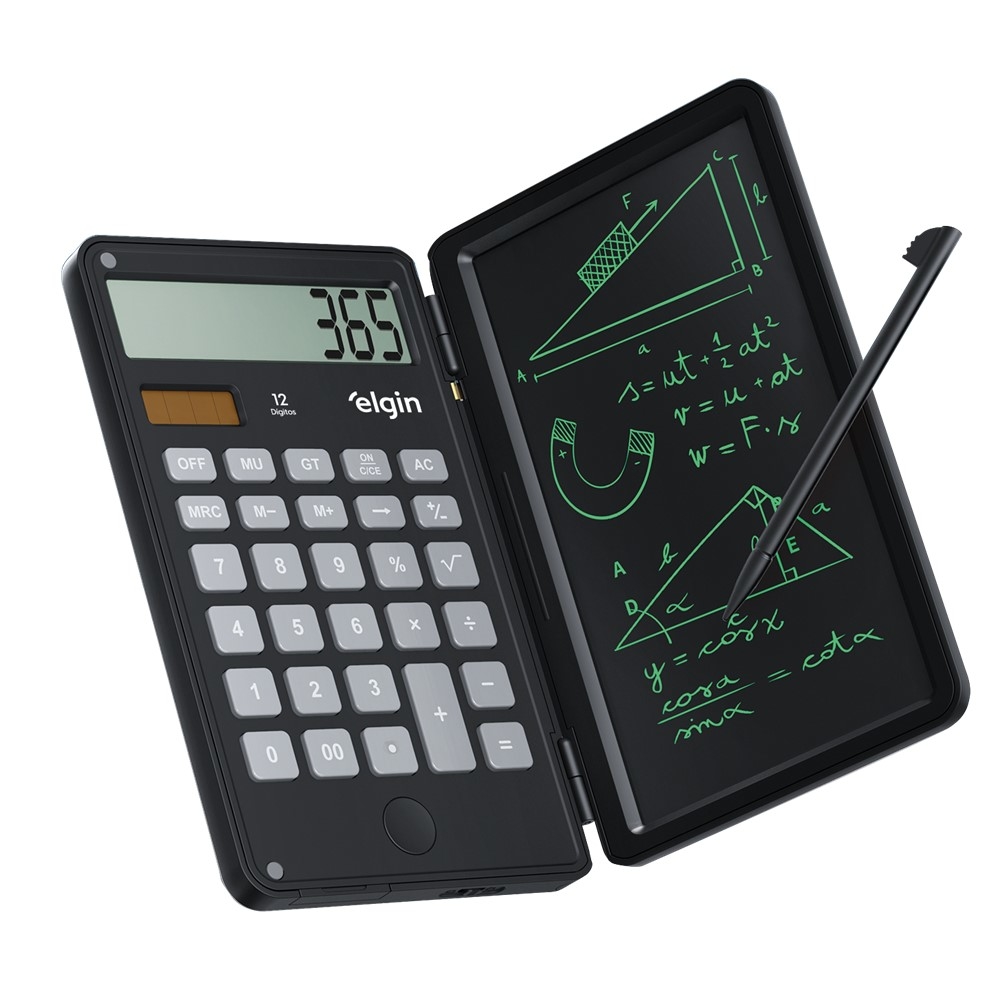 365
12
Dígitos
elgin
OFF MU GT ON C/CE AC
MRC M− M+ → +/−
7 8 9 % √
4 5 6 × ÷
1 2 3 −
+
0 00 • =
F
C
b
B
a
A
s = ut + 1/2 at²
v = u + at
w = F · s
+ -
a
b
A
E
D
α
c
y = cos x
cos α / sin α = cot α